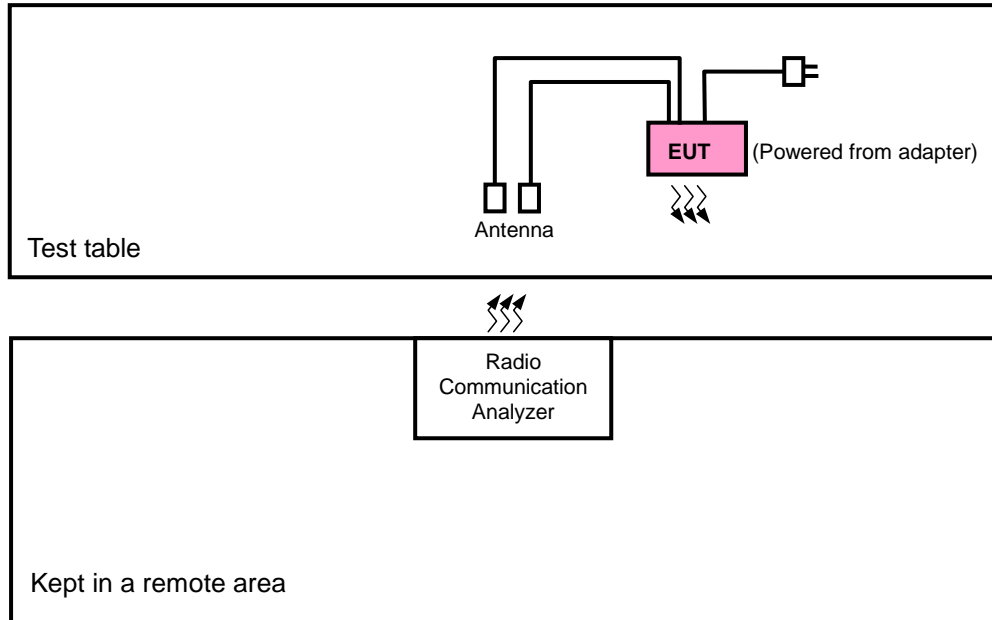 EUT
(Powered from adapter)
Antenna
Test table
Radio
Communication
Analyzer
Kept in a remote area